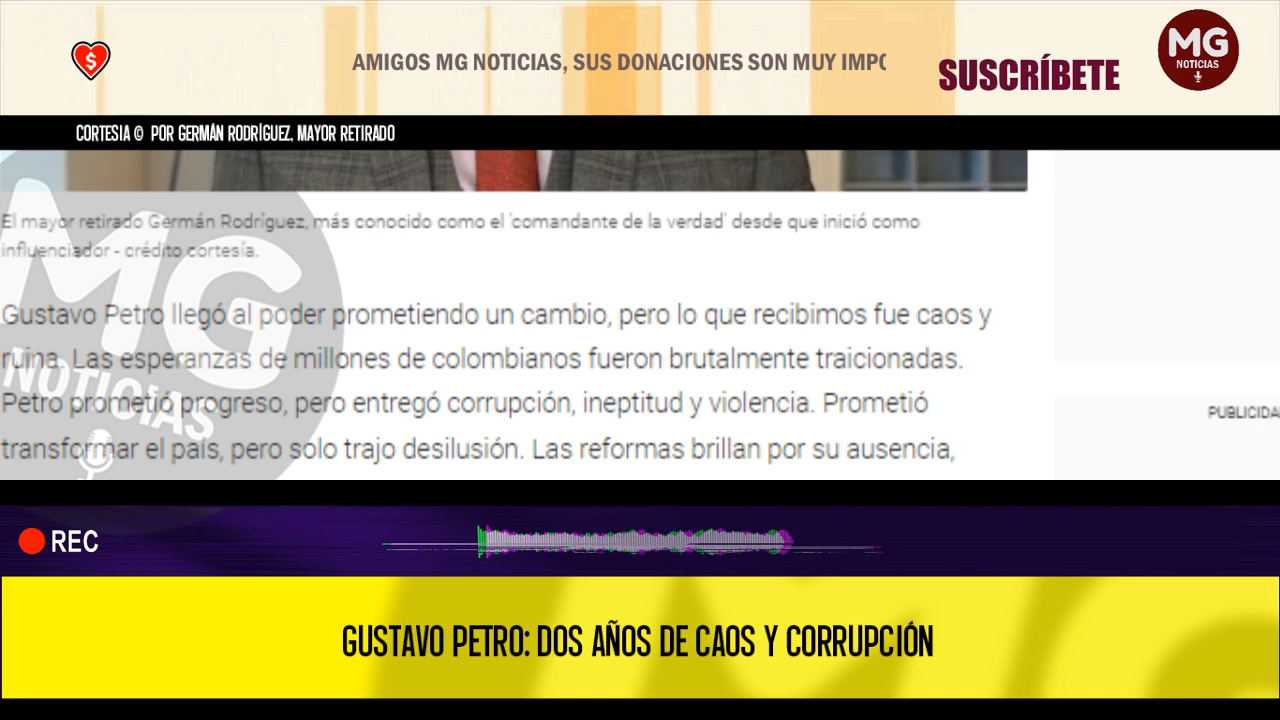 AMIGOS MG NOTICIAS, SUS DONACIONES SON MUY
SUSCRÍBETE
MG
NOTICIAS
CORTESIA © POR GERMÁN RODRÍGUEZ, MAYOR RETIRADO
El mayor retirado Germán Rodríguez, más conocido como el 'comandante de la verdad' desde que inició como
influenciador - crédito cortesía.
Gustavo Petro llegó al poder prometiendo un cambio, pero lo que recibimos fue caos y
ruina. Las esperanzas de millones de colombianos fueron brutalmente traicionadas.
Petro prometió progreso, pero entregó corrupción, ineptitud y violencia. Prometió
transformar el país, pero solo trajo desilusión. Las reformas brillan por su ausencia,
MG
NOTICIAS
PUBLICIDA
REC
GUSTAVO PETRO: DOS AÑOS DE CAOS Y CORRUPCIÓN